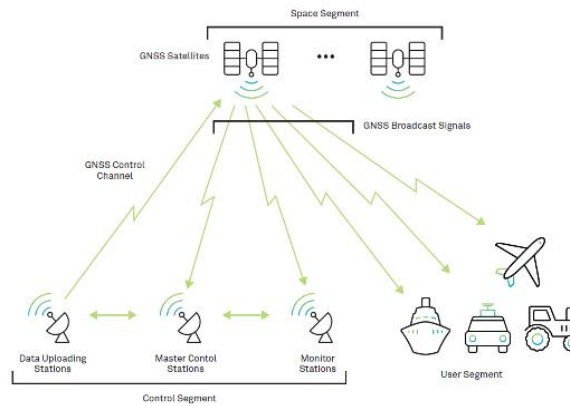 Space Segment
GNSS Satellites
GNSS Broadcast Signals
GNSS Control
Channel
Data Uploading
Stations
Master Contol
Stations
Monitor
Stations
User Segment
Control Segment